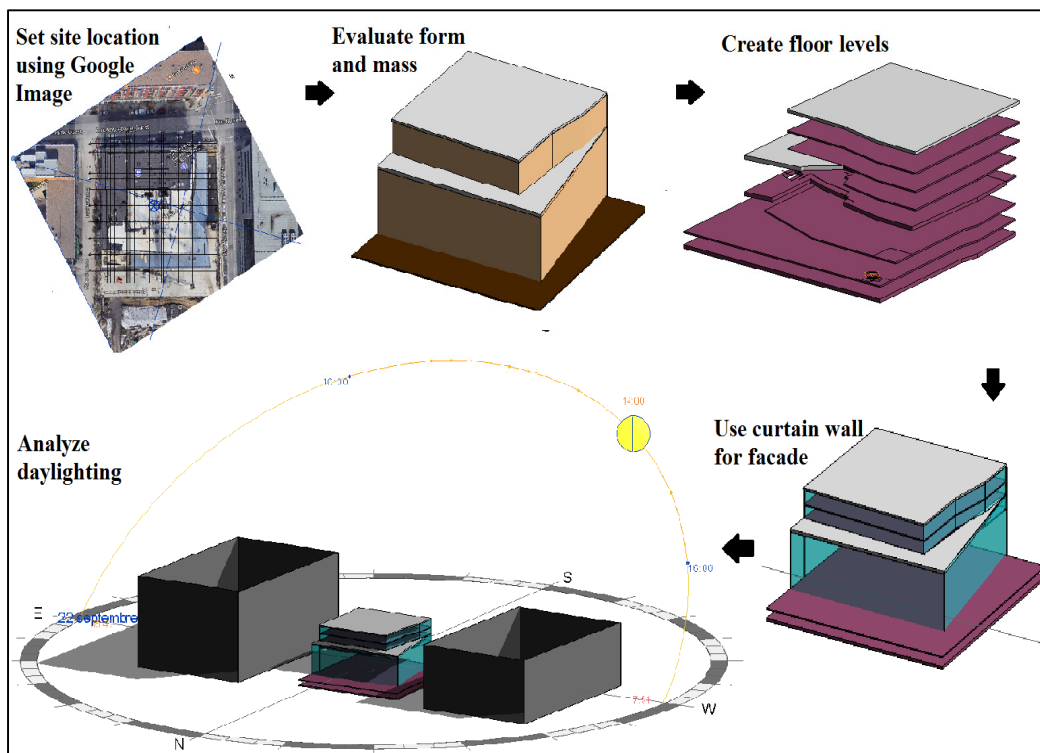 Set site location
using Google
Image
Evaluate form
and mass
Create floor levels
Use curtain wall
for facade
Analyze
daylighting
10:00
14:00
16:00
S
E
22 septembre
W
N